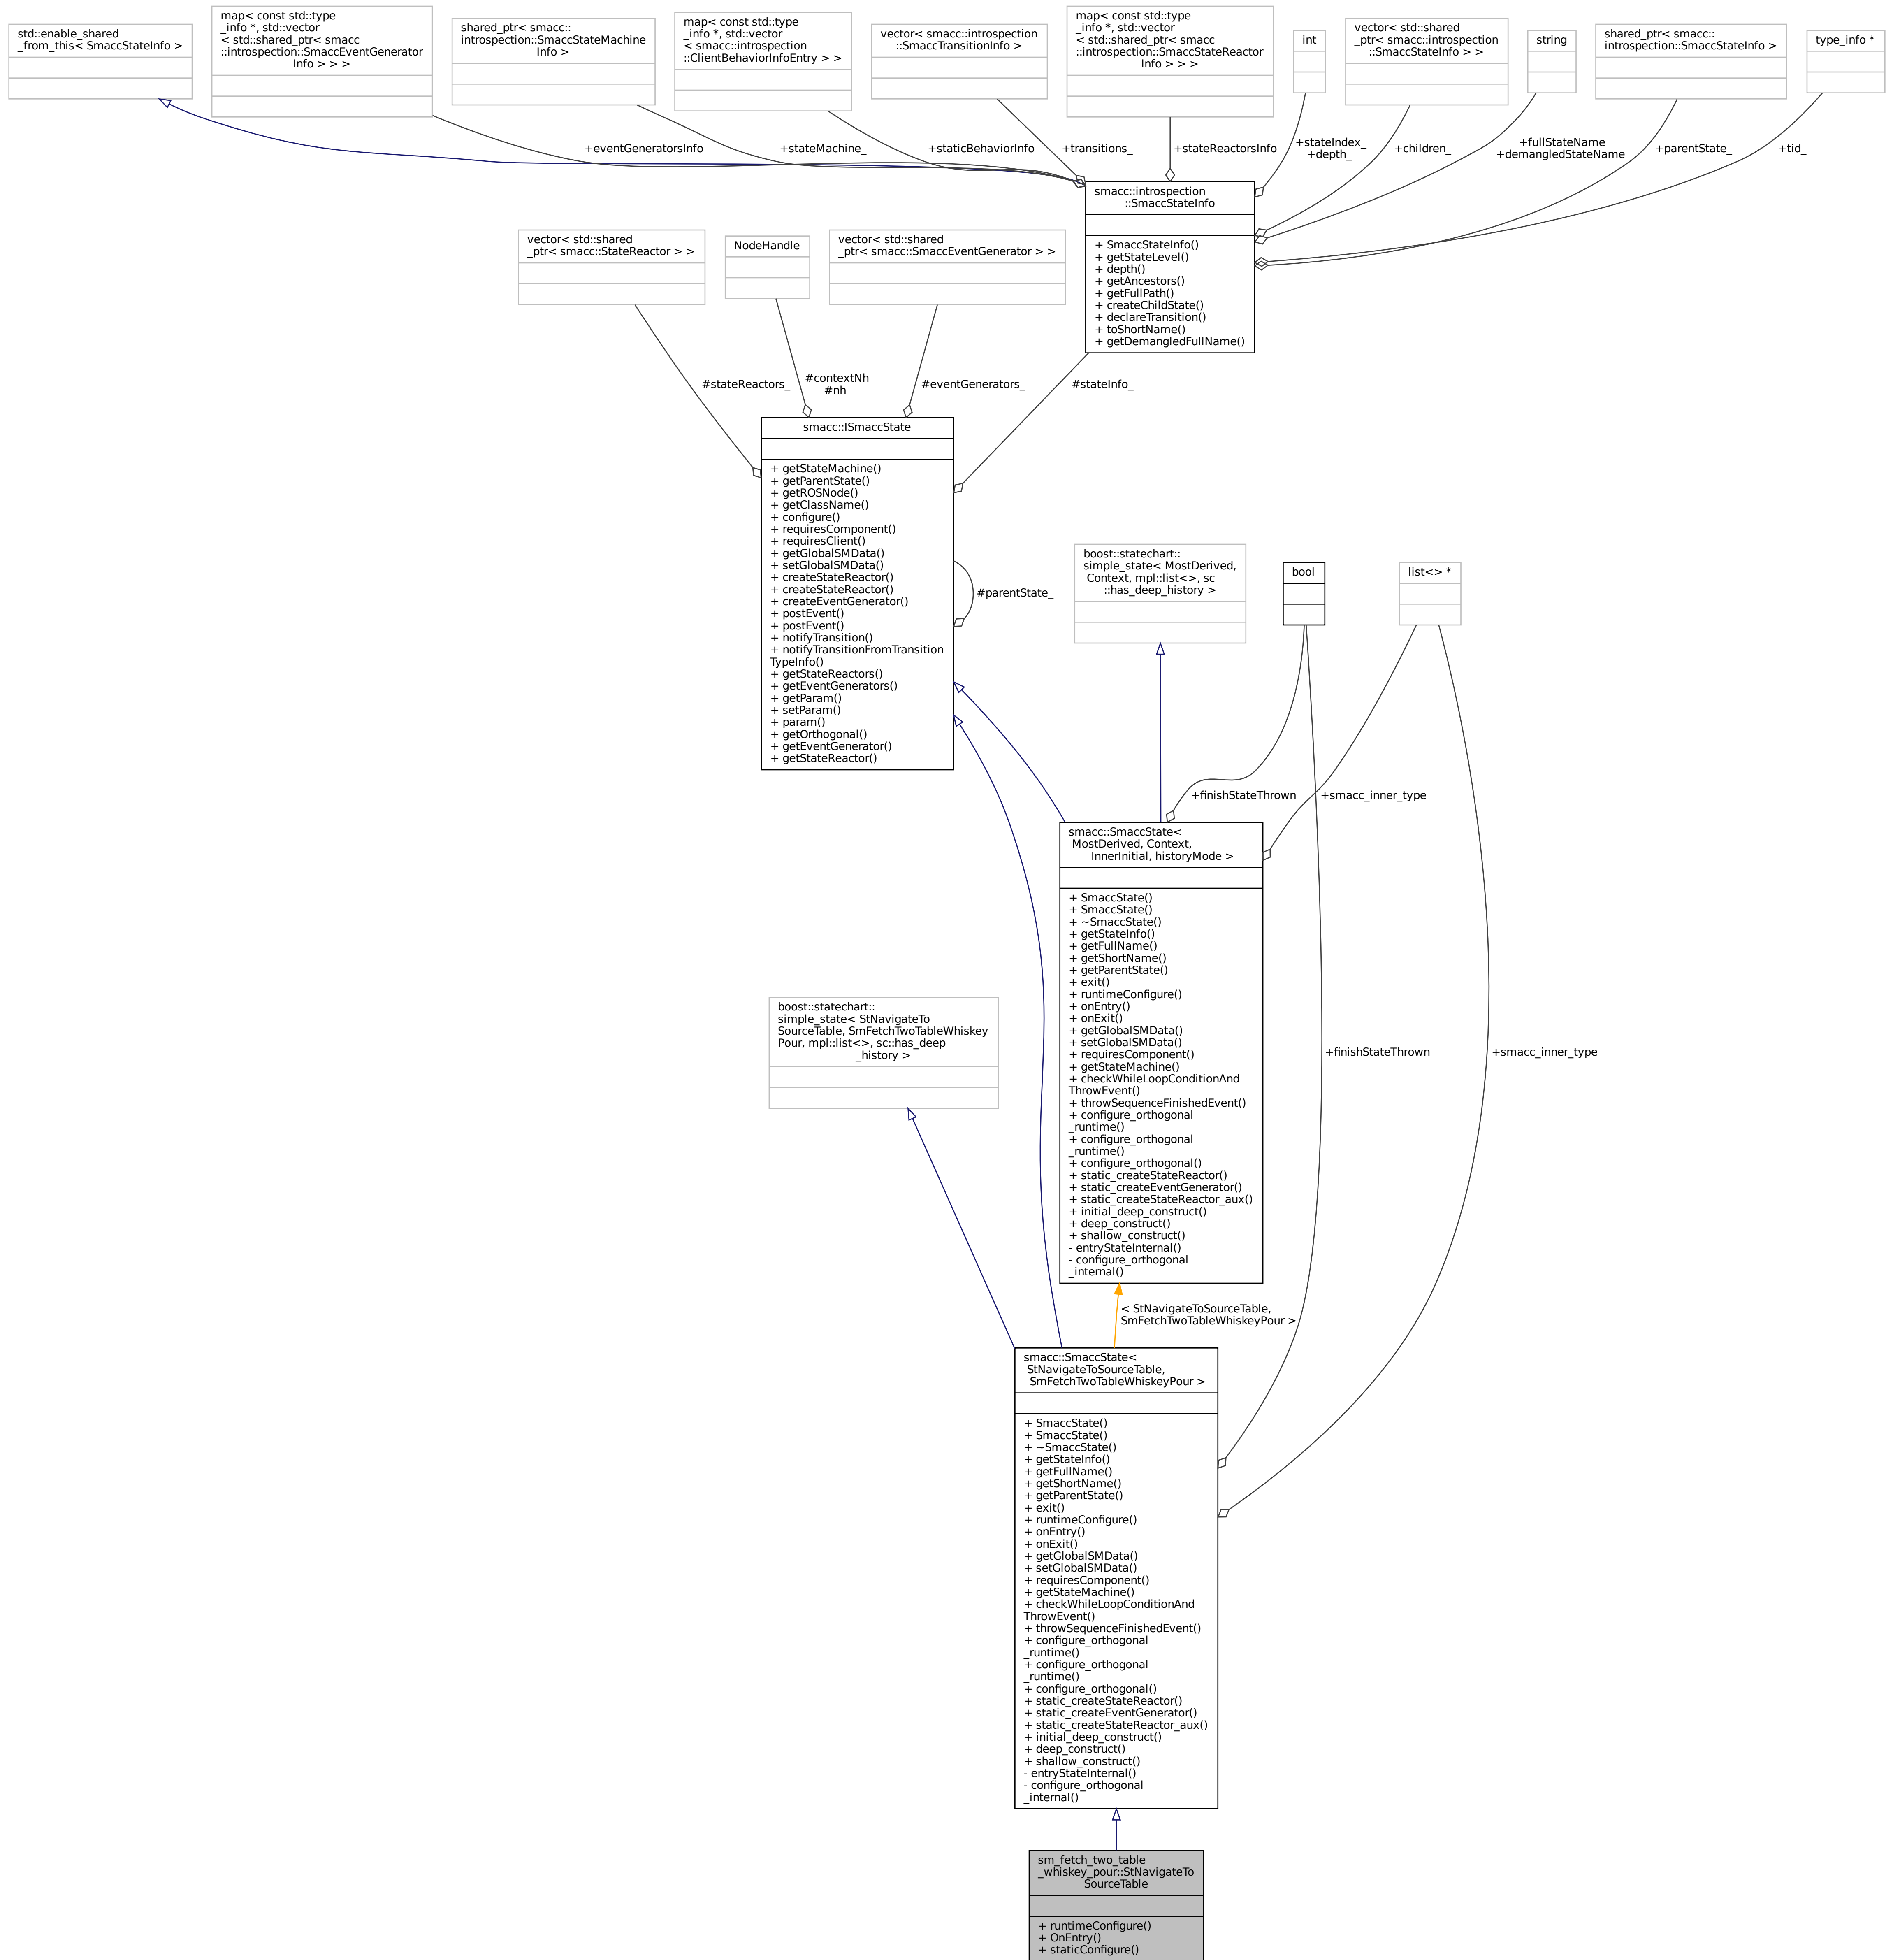 std::enable_shared
_from_this< SmaccStateInfo >
map< const std::type
_info *, std::vector
< std::shared_ptr< smacc
::introspection::SmaccEventGenerator
Info > > >
shared_ptr< smacc::
introspection::SmaccStateMachine
Info >
map< const std::type
_info *, std::vector
< smacc::introspection
::ClientBehaviorInfoEntry > >
vector< smacc::introspection
::SmaccTransitionInfo >
map< const std::type
_info *, std::vector
< std::shared_ptr< smacc
::introspection::SmaccStateReactor
Info > > >
int
vector< std::shared
_ptr< smacc::introspection
::SmaccStateInfo > >
string
shared_ptr< smacc::
introspection::SmaccStateInfo >
type_info *
+eventGeneratorsInfo
+stateMachine_
+staticBehaviorInfo
+transitions_
+stateReactorsInfo
+stateIndex_
+depth_
+children_
+fullStateName
+demangledStateName
+parentState_
+tid_
smacc::introspection
::SmaccStateInfo
+ SmaccStateInfo()
+ getStateLevel()
+ depth()
+ getAncestors()
+ getFullPath()
+ createChildState()
+ declareTransition()
+ toShortName()
+ getDemangledFullName()
vector< std::shared
_ptr< smacc::StateReactor > >
NodeHandle
vector< std::shared
_ptr< smacc::SmaccEventGenerator > >
#stateReactors_
#contextNh
#nh
#eventGenerators_
#stateInfo_
smacc::ISmaccState
+ getStateMachine()
+ getParentState()
+ getROSNode()
+ getClassName()
+ configure()
+ requiresComponent()
+ requiresClient()
+ getGlobalSMData()
+ setGlobalSMData()
+ createStateReactor()
+ createStateReactor()
+ createEventGenerator()
+ postEvent()
+ postEvent()
+ notifyTransition()
+ notifyTransitionFromTransition
TypeInfo()
+ getStateReactors()
+ getEventGenerators()
+ getParam()
+ setParam()
+ param()
+ getOrthogonal()
+ getEventGenerator()
+ getStateReactor()
#parentState_
boost::statechart::
simple_state< MostDerived,
Context, mpl::list<>, sc
::has_deep_history >
bool
list<> *
+finishStateThrown
+smacc_inner_type
smacc::SmaccState<
MostDerived, Context,
InnerInitial, historyMode >
+ SmaccState()
+ SmaccState()
+ ~SmaccState()
+ getStateInfo()
+ getFullName()
+ getShortName()
+ getParentState()
+ exit()
+ runtimeConfigure()
+ onEntry()
+ onExit()
+ getGlobalSMData()
+ setGlobalSMData()
+ requiresComponent()
+ getStateMachine()
+ checkWhileLoopConditionAnd
ThrowEvent()
+ throwSequenceFinishedEvent()
+ configure_orthogonal
_runtime()
+ configure_orthogonal
_runtime()
+ configure_orthogonal()
+ static_createStateReactor()
+ static_createEventGenerator()
+ static_createStateReactor_aux()
+ initial_deep_construct()
+ deep_construct()
+ shallow_construct()
- entryStateInternal()
- configure_orthogonal
_internal()
boost::statechart::
simple_state< StNavigateTo
SourceTable, SmFetchTwoTableWhiskey
Pour, mpl::list<>, sc::has_deep
_history >
+finishStateThrown
+smacc_inner_type
< StNavigateToSourceTable,
SmFetchTwoTableWhiskeyPour >
smacc::SmaccState<
StNavigateToSourceTable,
SmFetchTwoTableWhiskeyPour >
+ SmaccState()
+ SmaccState()
+ ~SmaccState()
+ getStateInfo()
+ getFullName()
+ getShortName()
+ getParentState()
+ exit()
+ runtimeConfigure()
+ onEntry()
+ onExit()
+ getGlobalSMData()
+ setGlobalSMData()
+ requiresComponent()
+ getStateMachine()
+ checkWhileLoopConditionAnd
ThrowEvent()
+ throwSequenceFinishedEvent()
+ configure_orthogonal
_runtime()
+ configure_orthogonal
_runtime()
+ configure_orthogonal()
+ static_createStateReactor()
+ static_createEventGenerator()
+ static_createStateReactor_aux()
+ initial_deep_construct()
+ deep_construct()
+ shallow_construct()
- entryStateInternal()
- configure_orthogonal
_internal()
sm_fetch_two_table
_whiskey_pour::StNavigateTo
SourceTable
+ runtimeConfigure()
+ OnEntry()
+ staticConfigure()